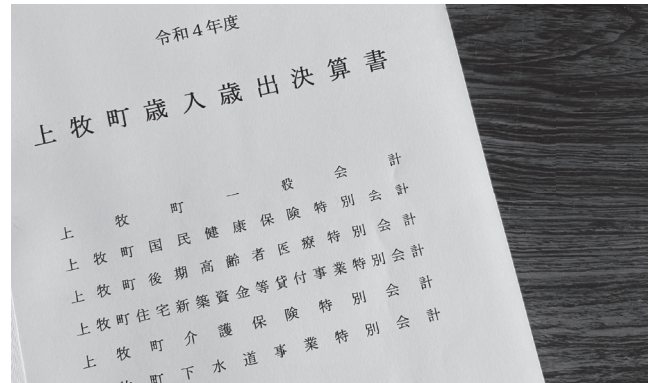 令和4年度
上牧町歳入歳出決算書
上牧町一般会計
上牧町国民健康保険特別会計
上牧町後期高齢者医療特別会計
上牧町住宅新築資金等貸付事業特別会計
上牧町介護保険特別会計
牧町下水道事業特別会計